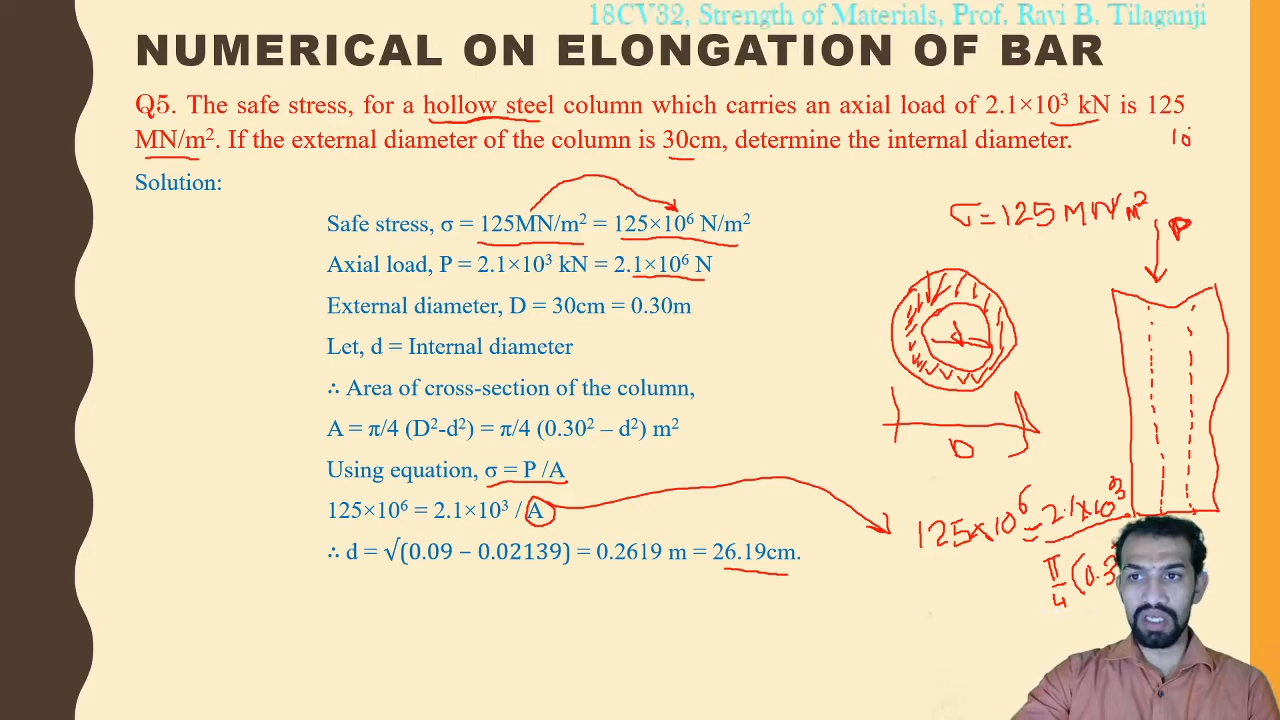 18CV32, Strength of Materials, Prof. Ravi B. Tilaganji
NUMERICAL ON ELONGATION OF BAR
Q5. The safe stress, for a hollow steel column which carries an axial load of 2.1×10³ kN is 125
MN/m². If the external diameter of the column is 30cm, determine the internal diameter.
Solution:
Safe stress, σ = 125MN/m² = 125×10⁶ N/m²
σ = 125 MN/m²
P
Axial load, P = 2.1×10³ kN = 2.1×10⁶ N
External diameter, D = 30cm = 0.30m
d
Let, d = Internal diameter
∴ Area of cross-section of the column,
A = π/4 (D²-d²) = π/4 (0.30² – d²) m²
D
Using equation, σ = P /A
125×10⁶ = 2.1×10³ / A
125×10⁶ = 2.1×10³
π/4 (0.3
∴ d = √(0.09 − 0.02139) = 0.2619 m = 26.19cm.